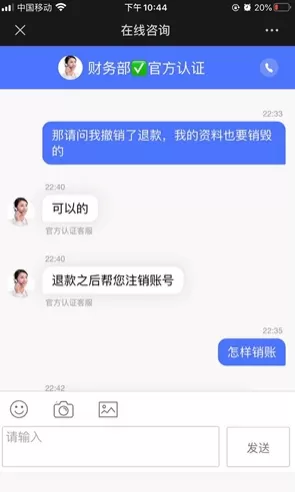 中国移动
下午10:44
20%
在线咨询
财务部✅官方认证
22:33
那请问我撤销了退款，我的资料也要销毁
的
22:40
可以的
官方认证客服
22:40
退款之后帮您注销账号
官方认证客服
22:35
怎样销账
22:42
请输入
发送